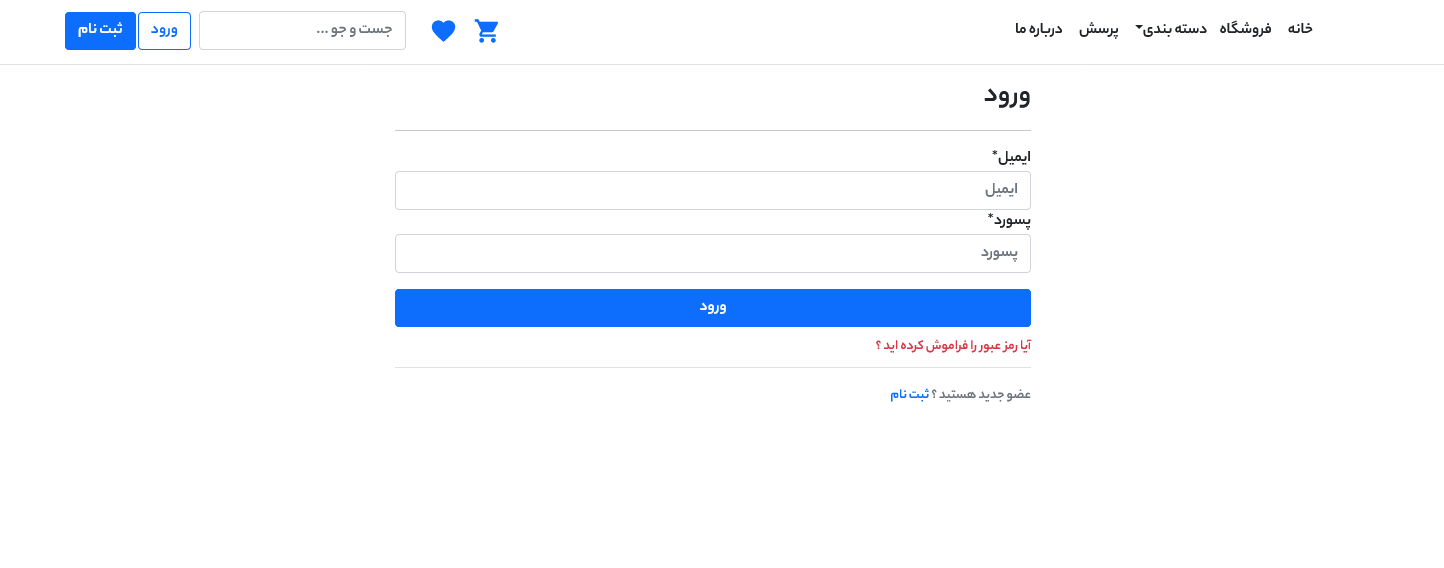 خانه فروشگاه دسته بندی پرسش درباره ما جست و جو ... ورود ثبت نام
ورود
ایمیل*
ایمیل
پسورد*
پسورد
ورود
آیا رمز عبور را فراموش کرده اید ؟
عضو جدید هستید ؟ ثبت نام